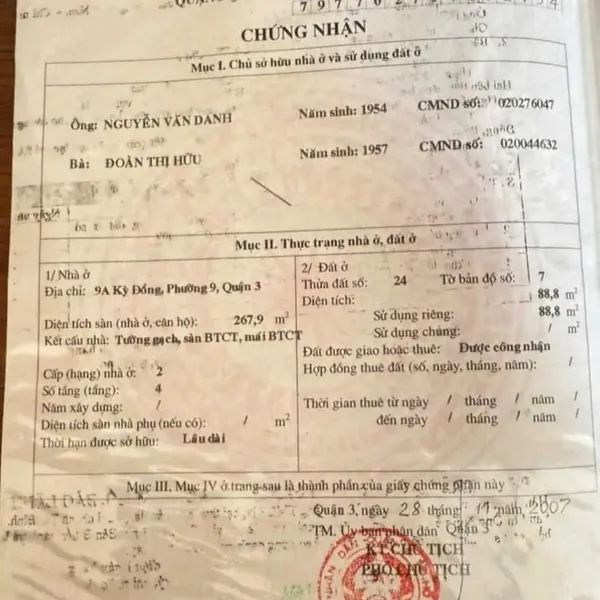 CHỨNG NHẬN
Mục I. Chủ sở hữu nhà ở và sử dụng đất ở
Ông: NGUYỄN VĂN DANH Năm sinh: 1954 CMND số: 020276047
Bà: ĐOÀN THỊ HỮU Năm sinh: 1957 CMND số: 020044632
Mục II. Thực trạng nhà ở, đất ở
1/ Nhà ở
Địa chỉ: 9A Kỳ Đồng, Phường 9, Quận 3
Diện tích sàn (nhà ở, căn hộ): 267,9 m²
Kết cấu nhà: Tường gạch, sàn BTCT, mái BTCT
Cấp (hạng) nhà ở: 2
Số tầng (tầng): 4
Năm xây dựng: /
Diện tích sàn nhà phụ (nếu có): / m²
Thời hạn được sở hữu: Lâu dài
2/ Đất ở
Thửa đất số: 24 Tờ bản đồ số: 7
Diện tích: 88,8 m²
Sử dụng riêng: 88,8 m²
Sử dụng chung: / m²
Đất được giao hoặc thuê: Được công nhận
Hợp đồng thuê đất (số, ngày, tháng, năm): /
Thời gian thuê từ ngày / tháng / năm /
đến ngày / tháng / năm /
Mục III, Mục IV ở trang sau là thành phần của giấy chứng nhận này
Quận 3, ngày 28 tháng 11 năm 2007
TM. Ủy ban nhân dân Quận 3
KT.CHỦ TỊCH
PHÓ CHỦ TỊCH